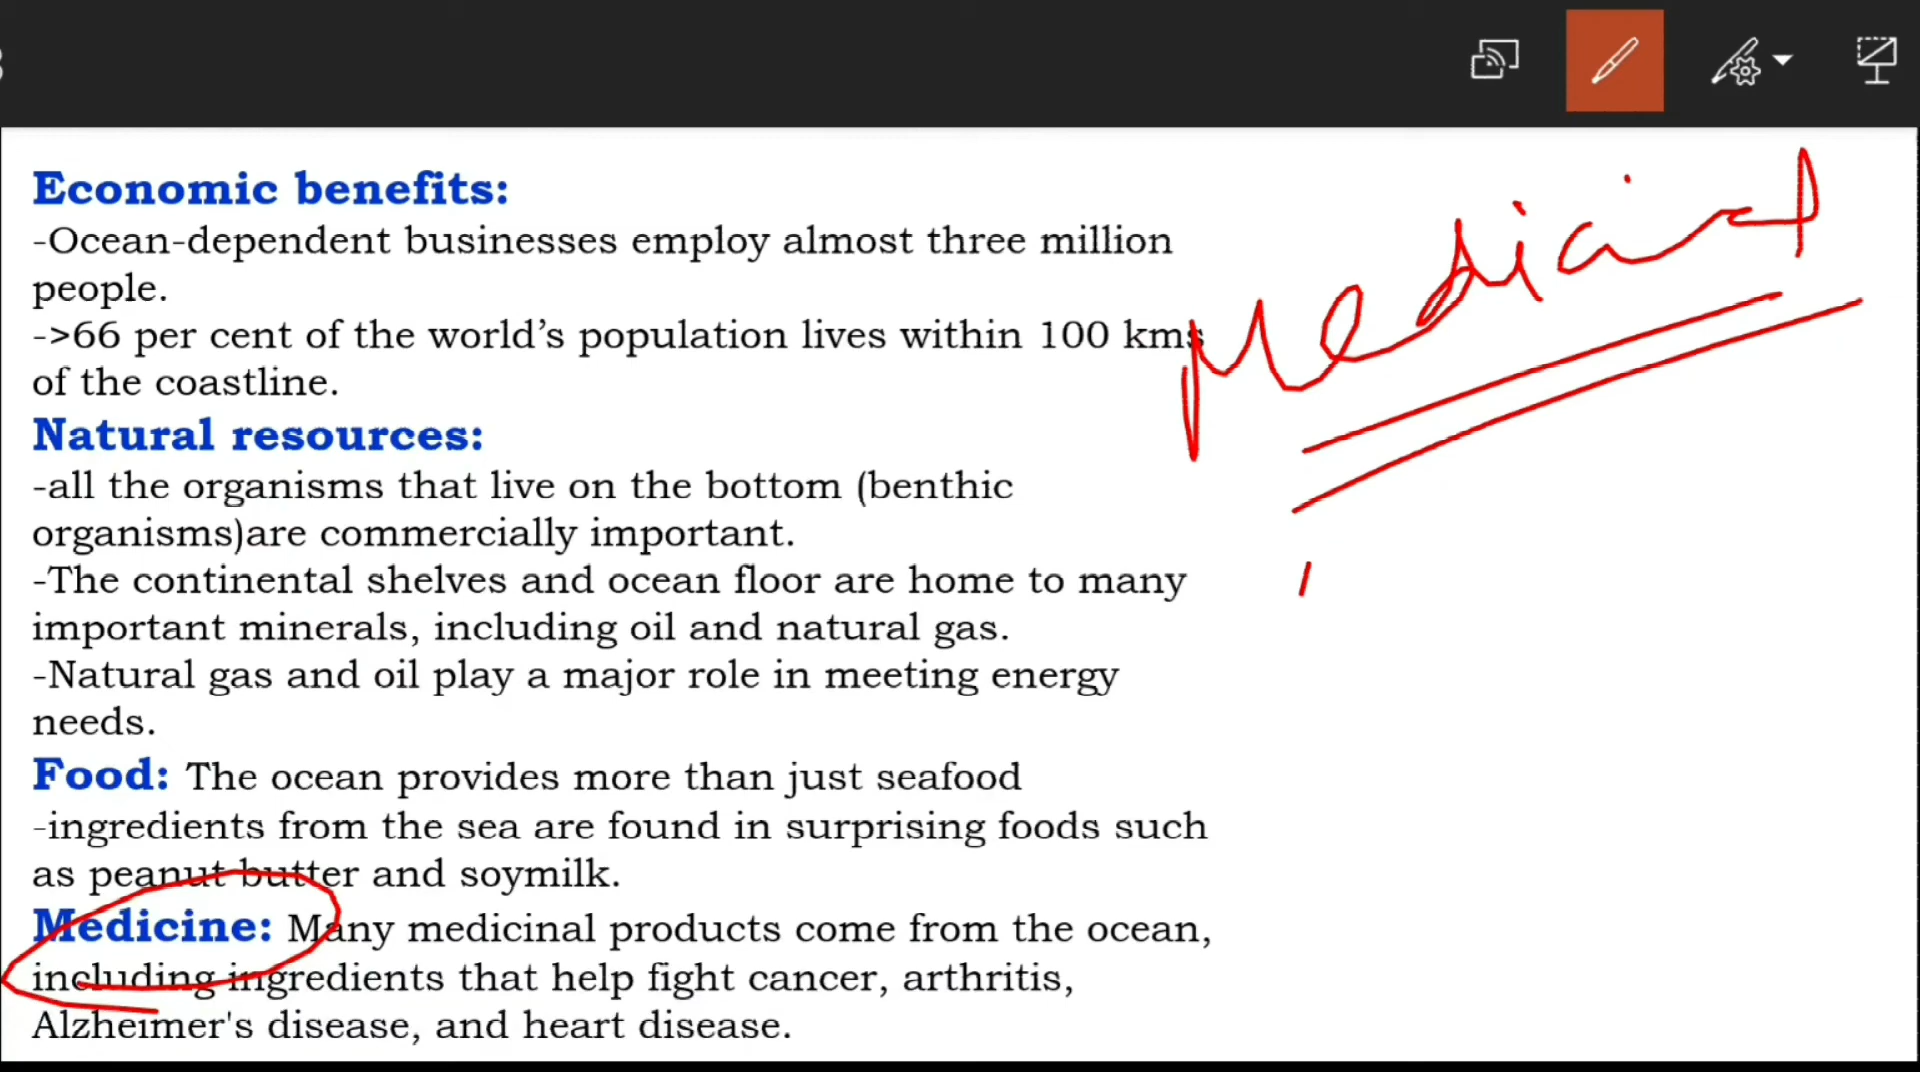 Economic benefits:
-Ocean-dependent businesses employ almost three million
people.
->66 per cent of the world’s population lives within 100 kms
of the coastline.
Natural resources:
-all the organisms that live on the bottom (benthic
organisms)are commercially important.
-The continental shelves and ocean floor are home to many
important minerals, including oil and natural gas.
-Natural gas and oil play a major role in meeting energy
needs.
Food: The ocean provides more than just seafood
-ingredients from the sea are found in surprising foods such
as peanut butter and soymilk.
Medicine: Many medicinal products come from the ocean,
including ingredients that help fight cancer, arthritis,
Alzheimer's disease, and heart disease.